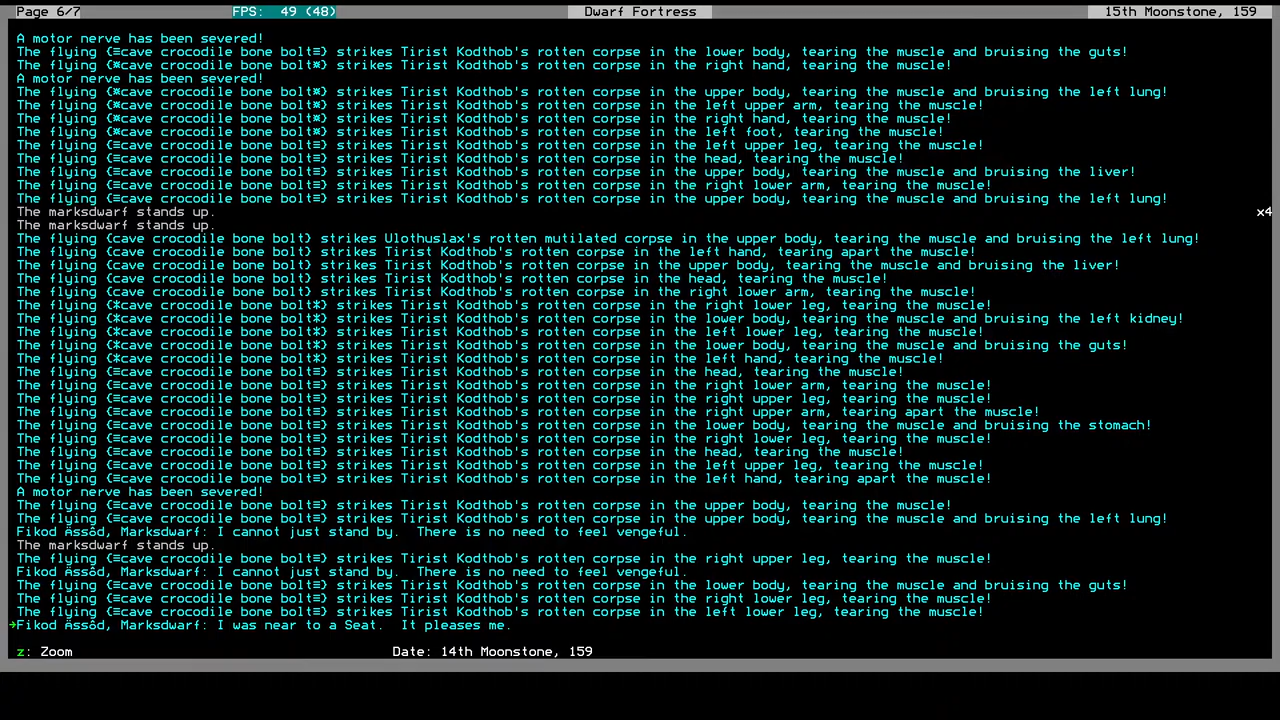 Page 6/7 FPS: 49 (48) Dwarf Fortress 15th Moonstone, 159
A motor nerve has been severed!
The flying {≡cave crocodile bone bolt≡} strikes Tirist Kodthob's rotten corpse in the lower body, tearing the muscle and bruising the guts!
The flying {*cave crocodile bone bolt*} strikes Tirist Kodthob's rotten corpse in the right hand, tearing the muscle!
A motor nerve has been severed!
The flying {☼cave crocodile bone bolt☼} strikes Tirist Kodthob's rotten corpse in the upper body, tearing the muscle and bruising the left lung!
The flying {☼cave crocodile bone bolt☼} strikes Tirist Kodthob's rotten corpse in the left upper arm, tearing the muscle!
The flying {☼cave crocodile bone bolt☼} strikes Tirist Kodthob's rotten corpse in the right hand, tearing the muscle!
The flying {☼cave crocodile bone bolt☼} strikes Tirist Kodthob's rotten corpse in the left foot, tearing the muscle!
The flying {≡cave crocodile bone bolt≡} strikes Tirist Kodthob's rotten corpse in the left upper leg, tearing the muscle!
The flying {≡cave crocodile bone bolt≡} strikes Tirist Kodthob's rotten corpse in the head, tearing the muscle!
The flying {≡cave crocodile bone bolt≡} strikes Tirist Kodthob's rotten corpse in the upper body, tearing the muscle and bruising the liver!
The flying {≡cave crocodile bone bolt≡} strikes Tirist Kodthob's rotten corpse in the right lower arm, tearing the muscle!
The flying {≡cave crocodile bone bolt≡} strikes Tirist Kodthob's rotten corpse in the upper body, tearing the muscle and bruising the left lung!
The marksdwarf stands up. x4
The marksdwarf stands up.
The flying {cave crocodile bone bolt} strikes Ulothuslax's rotten mutilated corpse in the upper body, tearing the muscle and bruising the left lung!
The flying {cave crocodile bone bolt} strikes Tirist Kodthob's rotten corpse in the left hand, tearing apart the muscle!
The flying {cave crocodile bone bolt} strikes Tirist Kodthob's rotten corpse in the upper body, tearing the muscle and bruising the liver!
The flying {cave crocodile bone bolt} strikes Tirist Kodthob's rotten corpse in the head, tearing the muscle!
The flying {cave crocodile bone bolt} strikes Tirist Kodthob's rotten corpse in the right lower arm, tearing the muscle!
The flying {*cave crocodile bone bolt*} strikes Tirist Kodthob's rotten corpse in the right lower leg, tearing the muscle!
The flying {*cave crocodile bone bolt*} strikes Tirist Kodthob's rotten corpse in the lower body, tearing the muscle and bruising the left kidney!
The flying {*cave crocodile bone bolt*} strikes Tirist Kodthob's rotten corpse in the left lower leg, tearing the muscle!
The flying {*cave crocodile bone bolt*} strikes Tirist Kodthob's rotten corpse in the lower body, tearing the muscle and bruising the guts!
The flying {*cave crocodile bone bolt*} strikes Tirist Kodthob's rotten corpse in the left hand, tearing the muscle!
The flying {≡cave crocodile bone bolt≡} strikes Tirist Kodthob's rotten corpse in the head, tearing the muscle!
The flying {≡cave crocodile bone bolt≡} strikes Tirist Kodthob's rotten corpse in the right lower arm, tearing the muscle!
The flying {≡cave crocodile bone bolt≡} strikes Tirist Kodthob's rotten corpse in the right upper leg, tearing the muscle!
The flying {≡cave crocodile bone bolt≡} strikes Tirist Kodthob's rotten corpse in the right upper arm, tearing apart the muscle!
The flying {≡cave crocodile bone bolt≡} strikes Tirist Kodthob's rotten corpse in the lower body, tearing the muscle and bruising the stomach!
The flying {≡cave crocodile bone bolt≡} strikes Tirist Kodthob's rotten corpse in the right lower leg, tearing the muscle!
The flying {≡cave crocodile bone bolt≡} strikes Tirist Kodthob's rotten corpse in the head, tearing the muscle!
The flying {≡cave crocodile bone bolt≡} strikes Tirist Kodthob's rotten corpse in the left upper leg, tearing the muscle!
The flying {≡cave crocodile bone bolt≡} strikes Tirist Kodthob's rotten corpse in the left hand, tearing apart the muscle!
A motor nerve has been severed!
The flying {≡cave crocodile bone bolt≡} strikes Tirist Kodthob's rotten corpse in the upper body, tearing the muscle!
The flying {≡cave crocodile bone bolt≡} strikes Tirist Kodthob's rotten corpse in the upper body, tearing the muscle and bruising the left lung!
Fikod Ässôd, Marksdwarf: I cannot just stand by. There is no need to feel vengeful.
The marksdwarf stands up.
The flying {≡cave crocodile bone bolt≡} strikes Tirist Kodthob's rotten corpse in the right upper leg, tearing the muscle!
Fikod Ässôd, Marksdwarf: I cannot just stand by. There is no need to feel vengeful.
The flying {≡cave crocodile bone bolt≡} strikes Tirist Kodthob's rotten corpse in the lower body, tearing the muscle and bruising the guts!
The flying {≡cave crocodile bone bolt≡} strikes Tirist Kodthob's rotten corpse in the right lower leg, tearing the muscle!
The flying {≡cave crocodile bone bolt≡} strikes Tirist Kodthob's rotten corpse in the left lower leg, tearing the muscle!
→Fikod Ässôd, Marksdwarf: I was near to a Seat. It pleases me.
z: Zoom Date: 14th Moonstone, 159